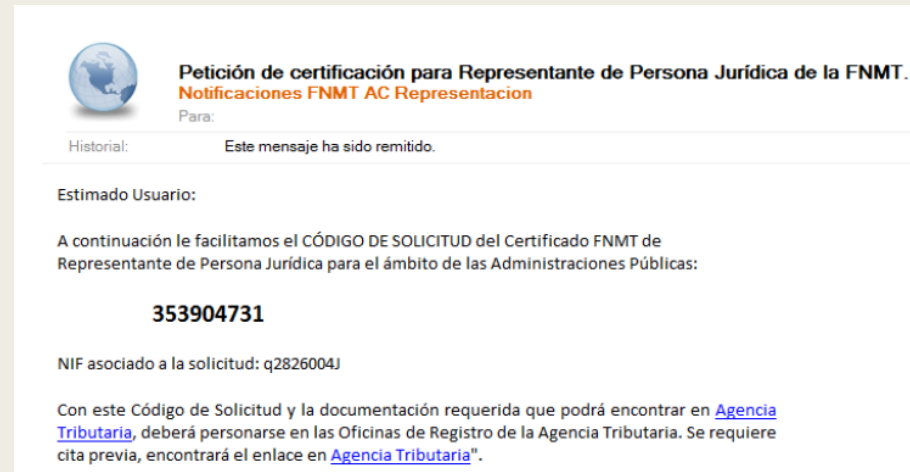 Petición de certificación para Representante de Persona Jurídica de la FNMT.
Notificaciones FNMT AC Representacion
Para:
Historial: Este mensaje ha sido remitido.
Estimado Usuario:
A continuación le facilitamos el CÓDIGO DE SOLICITUD del Certificado FNMT de
Representante de Persona Jurídica para el ámbito de las Administraciones Públicas:
353904731
NIF asociado a la solicitud: q2826004J
Con este Código de Solicitud y la documentación requerida que podrá encontrar en Agencia
Tributaria, deberá personarse en las Oficinas de Registro de la Agencia Tributaria. Se requiere
cita previa, encontrará el enlace en Agencia Tributaria".